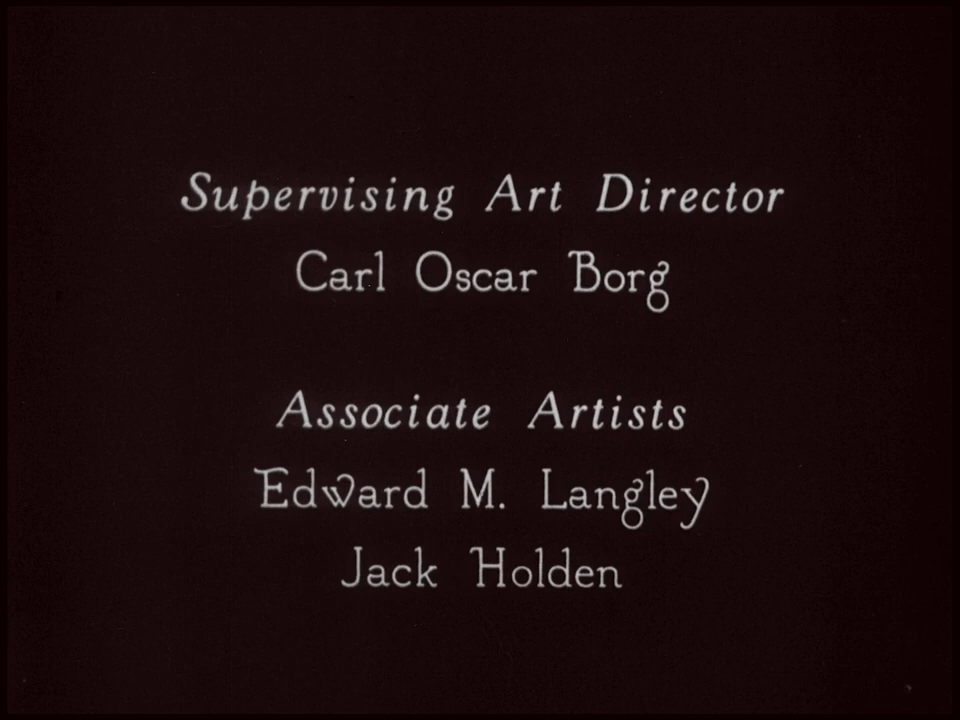 Supervising Art Director
Carl Oscar Borg
Associate Artists
Edward M. Langley
Jack Holden